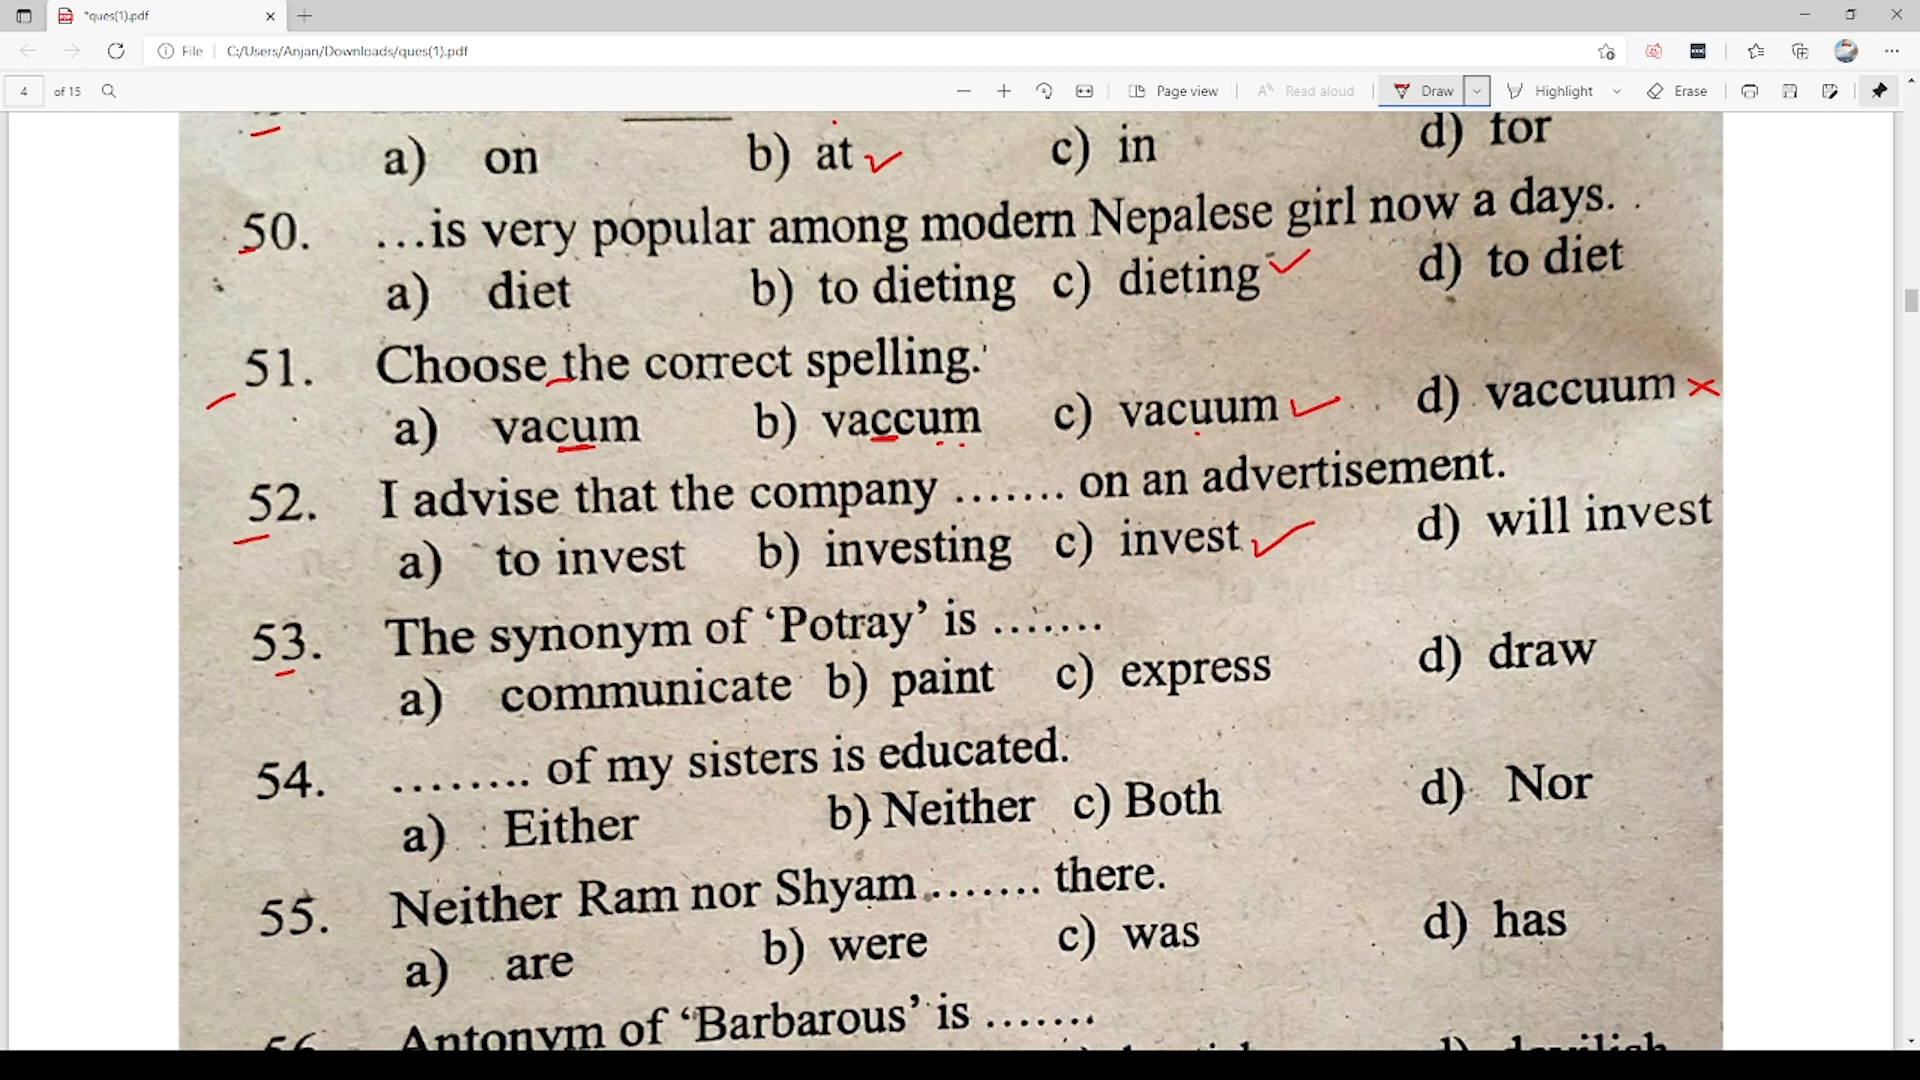 *ques(1).pdf
File C:/Users/Anjan/Downloads/ques(1).pdf
4 of 15 Page view Read aloud Draw Highlight Erase
a) on b) at c) in d) for
50. ...is very popular among modern Nepalese girl now a days.
a) diet b) to dieting c) dieting d) to diet
51. Choose the correct spelling.
a) vacum b) vaccum c) vacuum d) vaccuum
52. I advise that the company ....... on an advertisement.
a) to invest b) investing c) invest d) will invest
53. The synonym of ‘Potray’ is .......
a) communicate b) paint c) express d) draw
54. ......... of my sisters is educated.
a) Either b) Neither c) Both d) Nor
55. Neither Ram nor Shyam ....... there.
a) are b) were c) was d) has
56 Antonym of ‘Barbarous’ is .......
d) devilish